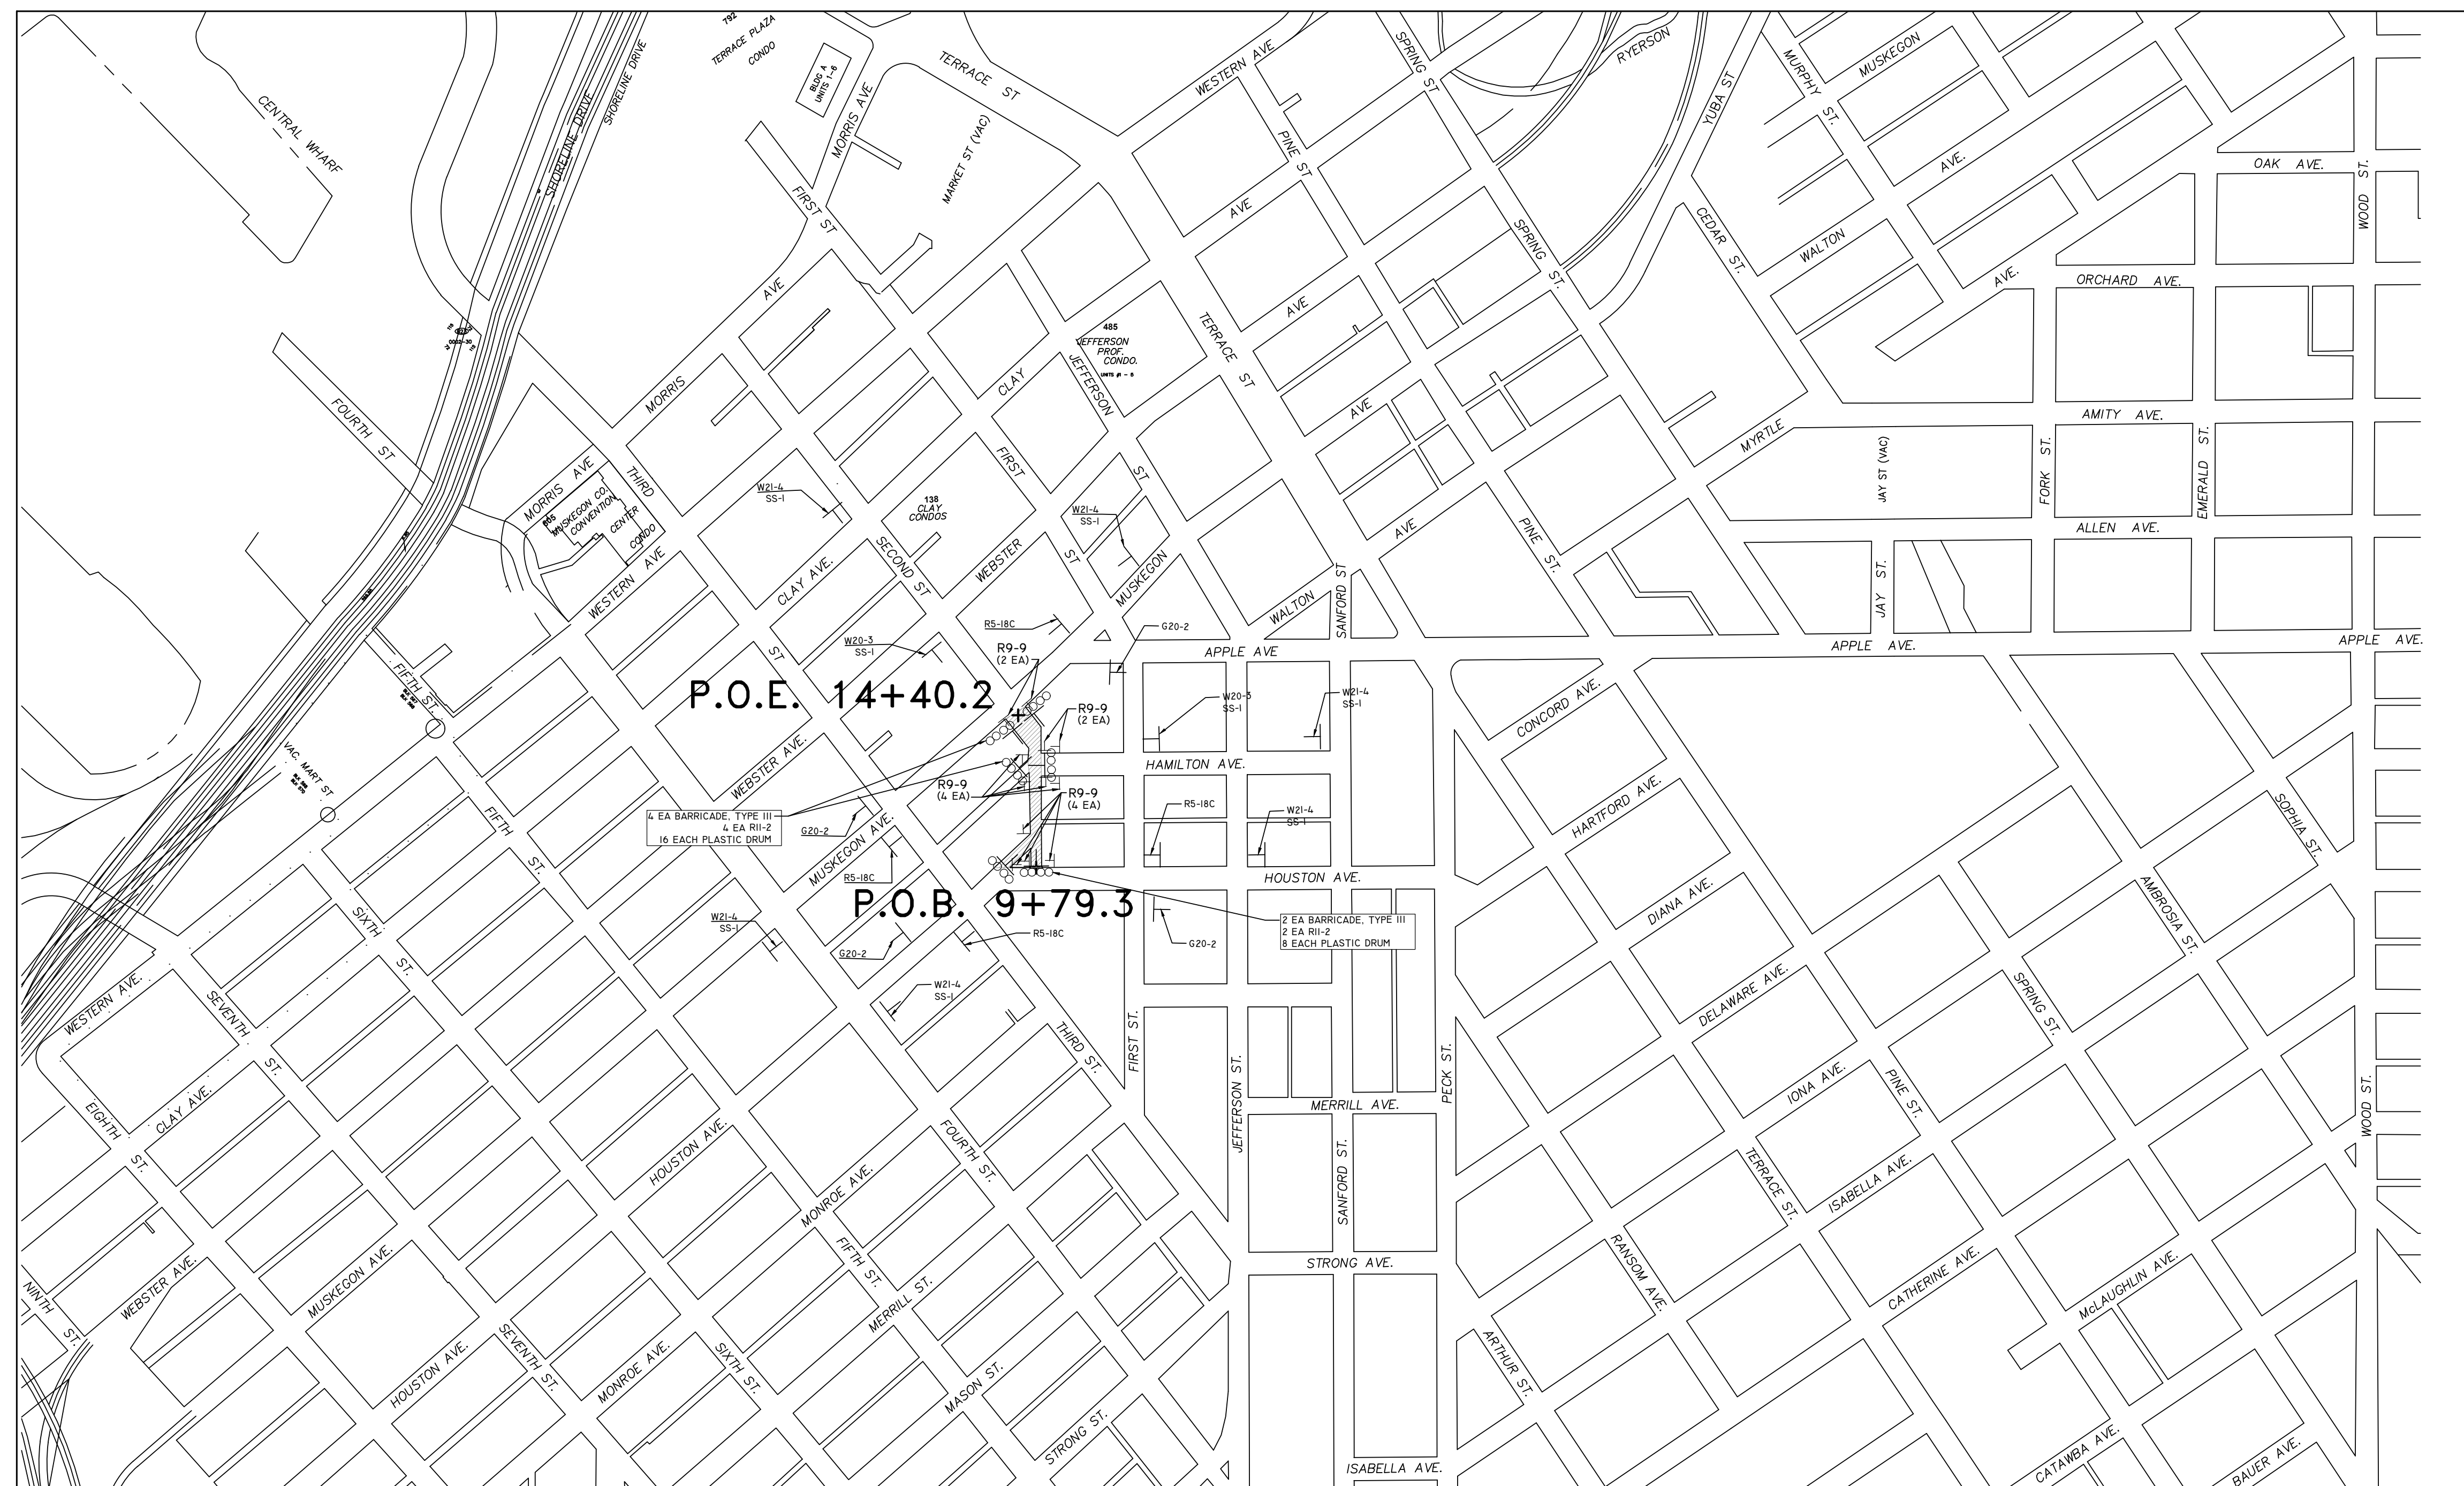 792
TERRACE PLAZA
CONDO
SHORELINE DRIVE
SHORELINE DRIVE
BLDG A
UNITS 1-6
MORRIS AVE
TERRACE ST
MARKET ST (VAC)
CENTRAL WHARF
WESTERN AVE
SPRING ST
RYERSON
YUBA ST
MURPHY ST.
MUSKEGON
AVE.
OAK AVE.
WOOD ST.
PINE ST
AVE
FIRST ST
CEDAR ST.
WALTON
AVE.
ORCHARD AVE.
SPRING ST.
AVE
MORRIS
AVE
485
JEFFERSON
PROF.
CONDO.
UNITS #1 - 6
TERRACE ST
JEFFERSON
ST
CLAY
AVE
AMITY AVE.
MYRTLE
JAY ST (VAC)
FORK ST.
EMERALD ST.
FOURTH ST
MORRIS AVE
THIRD
ST
MUSKEGON CO.
CONVENTION
CENTER
CONDO
W21-4
SS-1
138
CLAY
CONDOS
FIRST
ST
W21-4
SS-1
AVE
PINE ST.
ALLEN AVE.
WESTERN AVE
CLAY AVE.
SECOND ST
WEBSTER
MUSKEGON
WALTON
SANFORD ST
JAY ST.
R5-18C
G20-2
W20-3
SS-1
R9-9
(2 EA)
APPLE AVE
APPLE AVE.
APPLE AVE.
FIFTH ST.
P.O.E. 14+40.2
R9-9
(2 EA)
W20-3
SS-1
W21-4
SS-1
CONCORD AVE.
VAC. MART ST
WEBSTER AVE.
HAMILTON AVE.
R9-9
(4 EA)
R9-9
(4 EA)
R5-18C
W21-4
SS-1
HARTFORD AVE.
SOPHIA ST.
4 EA BARRICADE, TYPE III
4 EA R11-2
16 EACH PLASTIC DRUM
G20-2
FIFTH
ST.
MUSKEGON AVE.
R5-18C
HOUSTON AVE.
P.O.B. 9+79.3
DIANA AVE.
AMBROSIA ST.
W21-4
SS-1
R5-18C
G20-2
G20-2
2 EA BARRICADE, TYPE III
2 EA R11-2
8 EACH PLASTIC DRUM
SIXTH
ST.
W21-4
SS-1
DELAWARE AVE.
SPRING ST.
WESTERN AVE.
SEVENTH
ST.
THIRD ST.
FIRST ST.
JEFFERSON ST.
PECK ST.
IONA AVE.
PINE ST.
WOOD ST.
MERRILL AVE.
EIGHTH
ST.
CLAY AVE.
HOUSTON AVE.
FOURTH ST.
MONROE AVE.
SANFORD ST.
TERRACE ST.
ISABELLA AVE.
NINTH
ST.
WEBSTER AVE.
MUSKEGON AVE.
FIFTH ST.
STRONG AVE.
RANSOM AVE.
CATHERINE AVE.
McLAUGHLIN AVE.
MERRILL ST.
HOUSTON AVE.
SEVENTH ST.
MONROE AVE.
SIXTH ST.
MASON ST.
ARTHUR ST.
STRONG ST.
ISABELLA AVE.
CATAWBA AVE.
BAUER AVE.